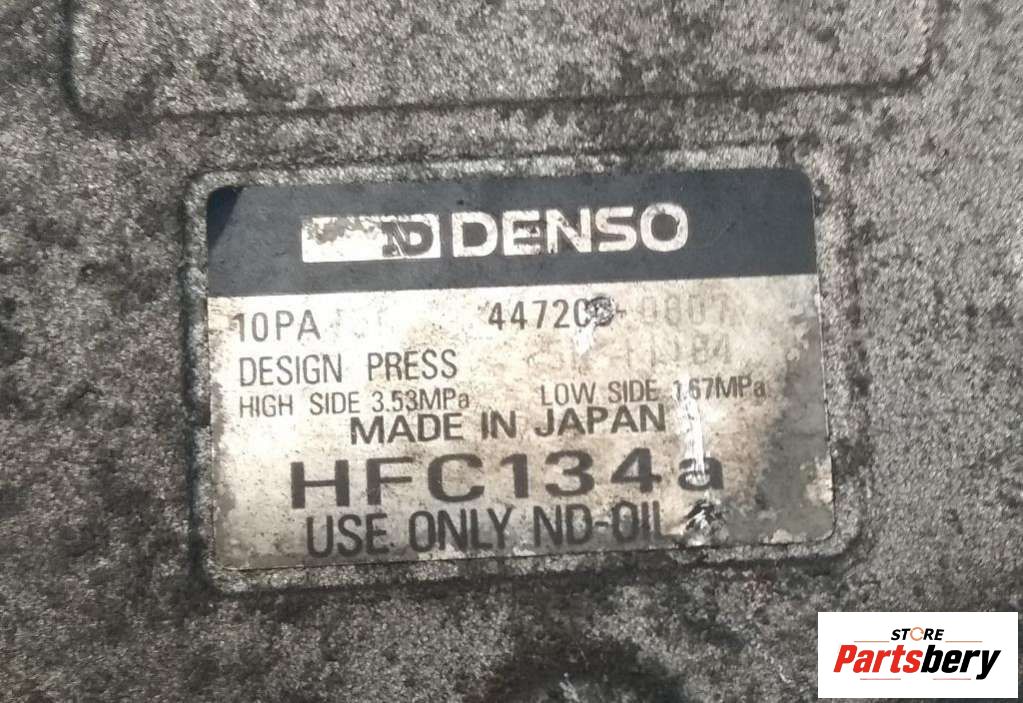 ND DENSO
10PA
DESIGN PRESS
HIGH SIDE 3.53MPa LOW SIDE 1.67MPa
MADE IN JAPAN
HFC134a
USE ONLY ND-OIL
STORE
Partsbery